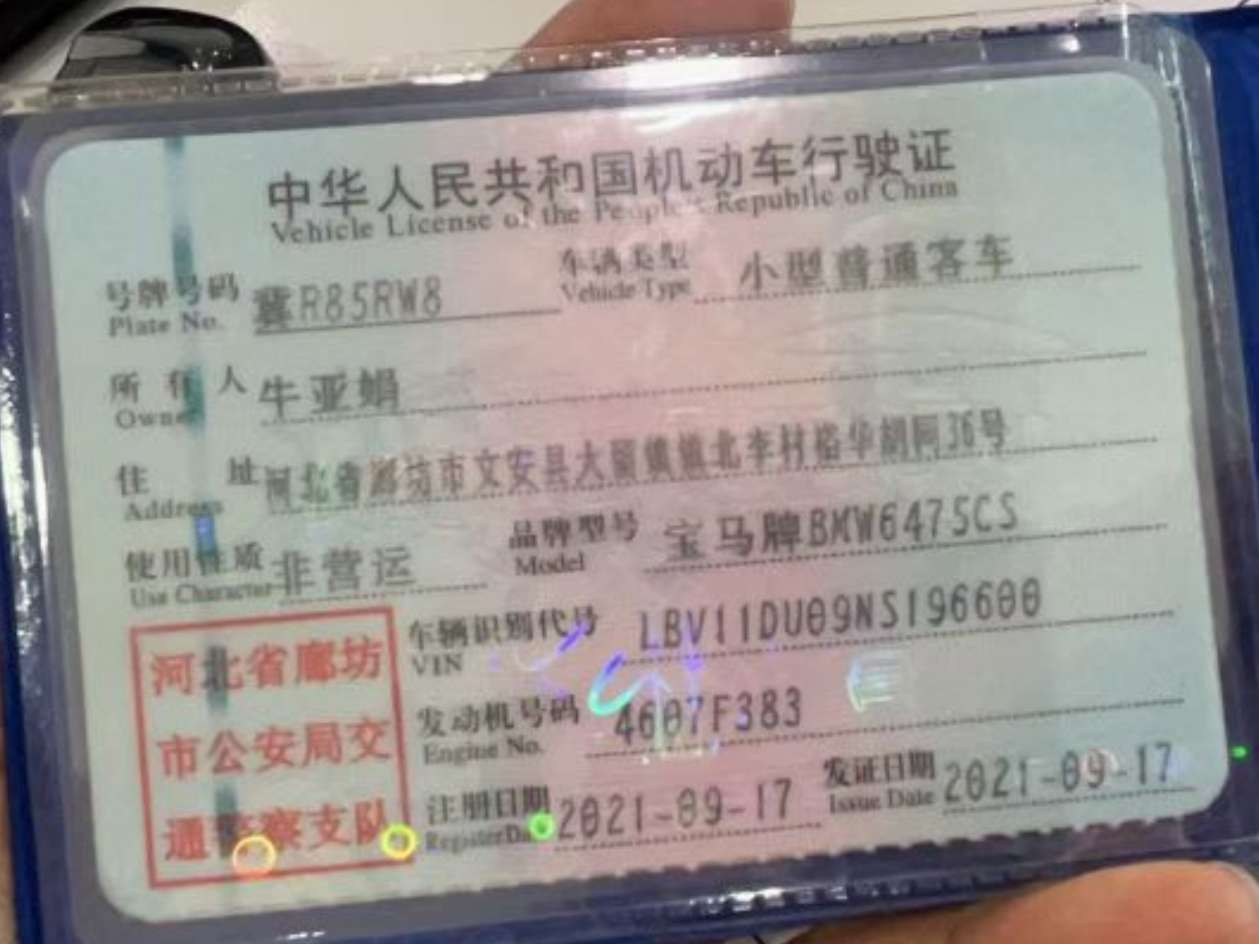 中华人民共和国机动车行驶证
Vehicle License of the People's Republic of China
号牌号码 冀R85RW8 车辆类型 小型普通客车
Plate No. Vehicle Type
所有人 牛亚娟
Owner
住址 河北省廊坊市文安县大留镇镇北李村裕华胡同36号
Address
使用性质 非营运 品牌型号 宝马牌BMW6475CS
Use Character Model
车辆识别代号 LBV11DU09NS196600
VIN
发动机号码 4607F383
Engine No.
注册日期 2021-09-17 发证日期 2021-09-17
Register Date Issue Date
河北省廊坊
市公安局交
通警察支队